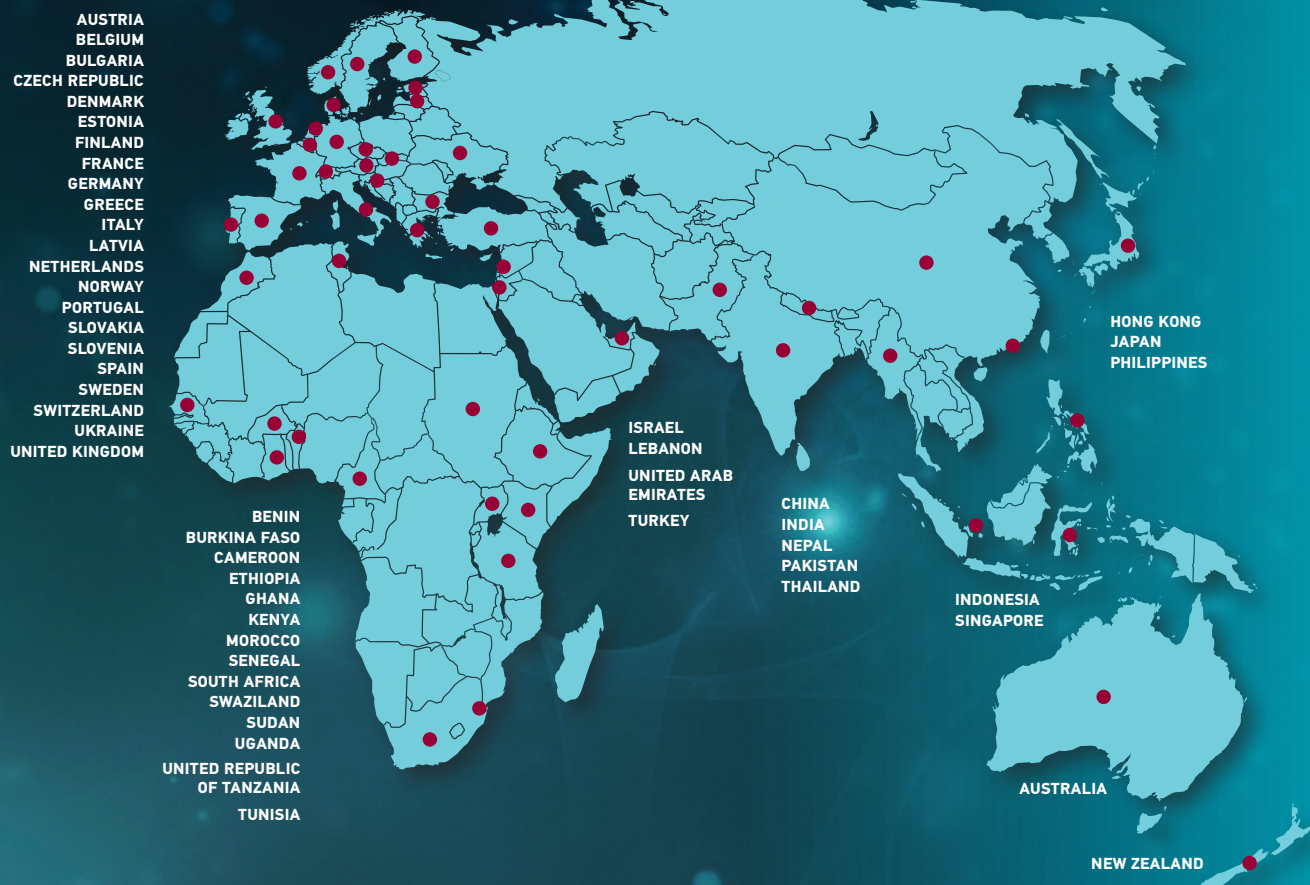 AUSTRIA
BELGIUM
BULGARIA
CZECH REPUBLIC
DENMARK
ESTONIA
FINLAND
FRANCE
GERMANY
GREECE
ITALY
LATVIA
NETHERLANDS
NORWAY
PORTUGAL
SLOVAKIA
SLOVENIA
SPAIN
SWEDEN
SWITZERLAND
UKRAINE
UNITED KINGDOM
BENIN
BURKINA FASO
CAMEROON
ETHIOPIA
GHANA
KENYA
MOROCCO
SENEGAL
SOUTH AFRICA
SWAZILAND
SUDAN
UGANDA
UNITED REPUBLIC
OF TANZANIA
TUNISIA
ISRAEL
LEBANON
UNITED ARAB
EMIRATES
TURKEY
CHINA
INDIA
NEPAL
PAKISTAN
THAILAND
HONG KONG
JAPAN
PHILIPPINES
INDONESIA
SINGAPORE
AUSTRALIA
NEW ZEALAND